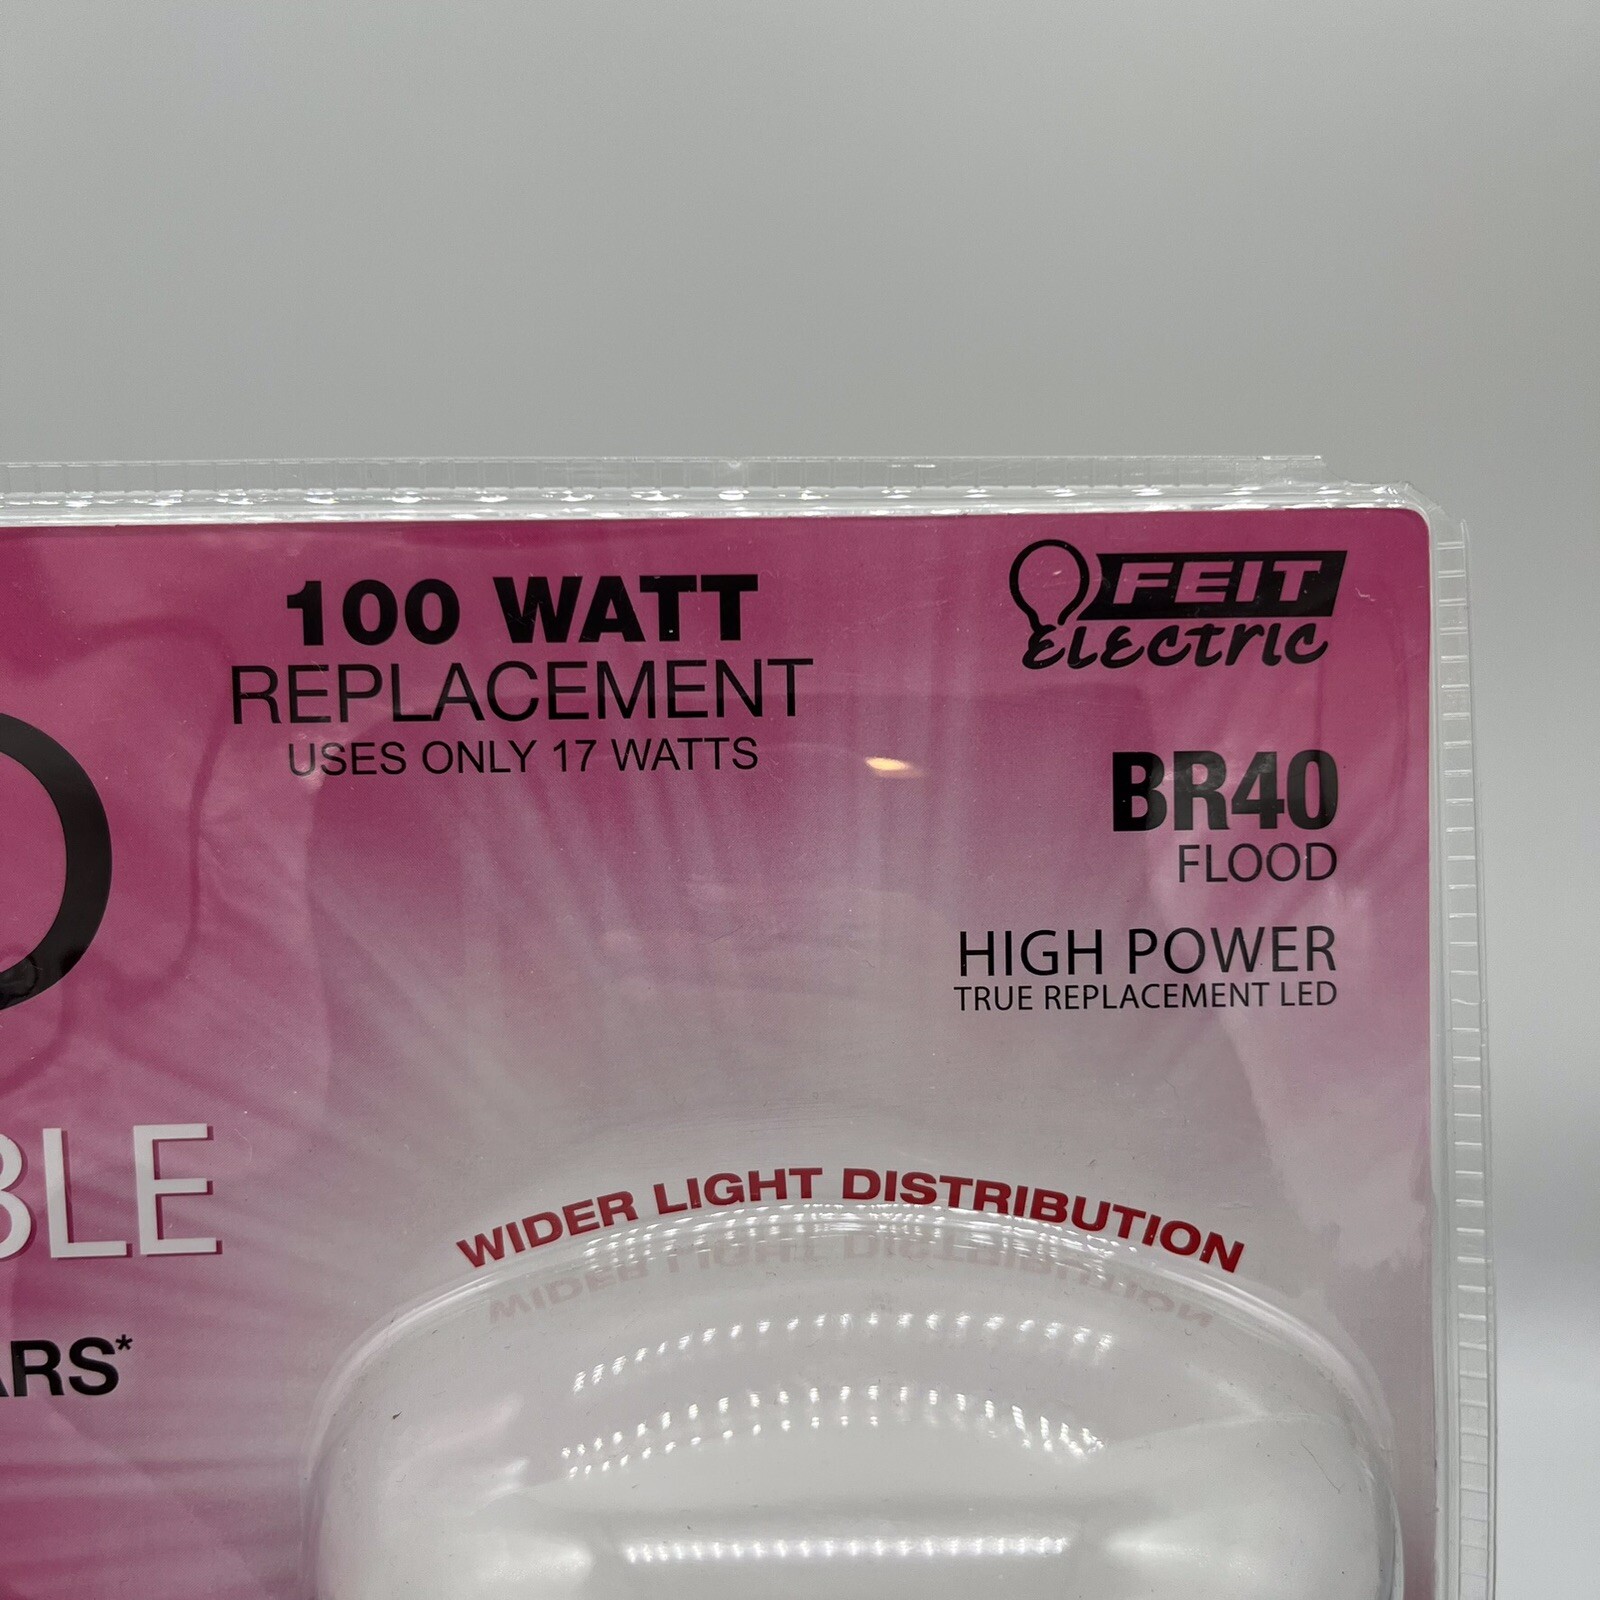 100 WATT
REPLACEMENT
USES ONLY 17 WATTS
FEIT
ELECTRIC
BR40
FLOOD
HIGH POWER
TRUE REPLACEMENT LED
WIDER LIGHT DISTRIBUTION